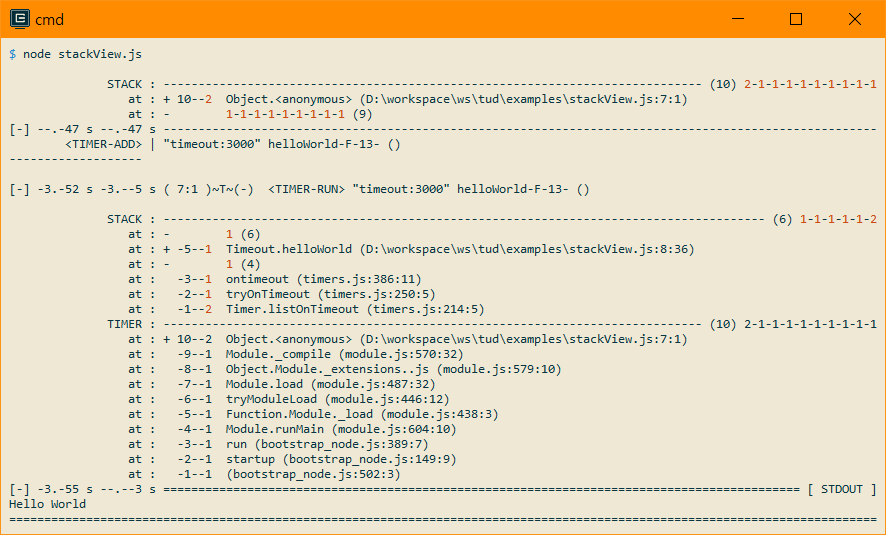 cmd
$ node stackView.js
STACK : ----------------------------------------------------------------------------- (10) 2-1-1-1-1-1-1-1-1-1
at : + 10--2  Object.<anonymous> (D:\workspace\ws\tud\examples\stackView.js:7:1)
at : -        1-1-1-1-1-1-1-1-1 (9)
[-] --.-47 s --.-47 s ------------------------------------------------------------------------------------------------------
<TIMER-ADD> | "timeout:3000" helloWorld-F-13- ()
-------------------
[-] -3.-52 s -3.--5 s ( 7:1 )~T~(-)  <TIMER-RUN> "timeout:3000" helloWorld-F-13- ()
STACK : -------------------------------------------------------------------------------------- (6) 1-1-1-1-1-2
at : -        1 (6)
at : + -5--1  Timeout.helloWorld (D:\workspace\ws\tud\examples\stackView.js:8:36)
at : -        1 (4)
at :   -3--1  ontimeout (timers.js:386:11)
at :   -2--1  tryOnTimeout (timers.js:250:5)
at :   -1--2  Timer.listOnTimeout (timers.js:214:5)
TIMER : ----------------------------------------------------------------------------- (10) 2-1-1-1-1-1-1-1-1-1
at : + 10--2  Object.<anonymous> (D:\workspace\ws\tud\examples\stackView.js:7:1)
at :   -9--1  Module._compile (module.js:570:32)
at :   -8--1  Object.Module._extensions..js (module.js:579:10)
at :   -7--1  Module.load (module.js:487:32)
at :   -6--1  tryModuleLoad (module.js:446:12)
at :   -5--1  Function.Module._load (module.js:438:3)
at :   -4--1  Module.runMain (module.js:604:10)
at :   -3--1  run (bootstrap_node.js:389:7)
at :   -2--1  startup (bootstrap_node.js:149:9)
at :   -1--1  (bootstrap_node.js:502:3)
[-] -3.-55 s --.--3 s =========================================================================================== [ STDOUT ]
Hello World
============================================================================================================================